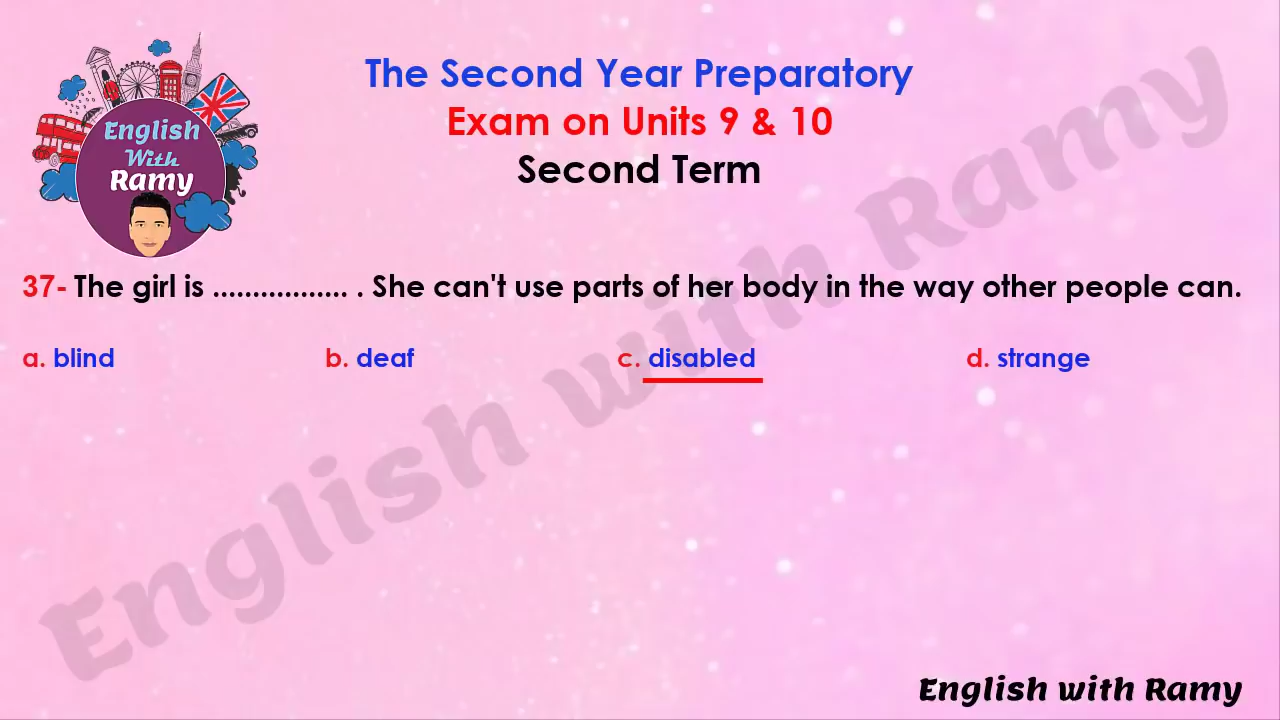 The Second Year Preparatory
Exam on Units 9 & 10
Second Term
English
With
Ramy
37- The girl is ................. . She can't use parts of her body in the way other people can.
a. blind b. deaf c. disabled d. strange
English with Ramy
English with Ramy